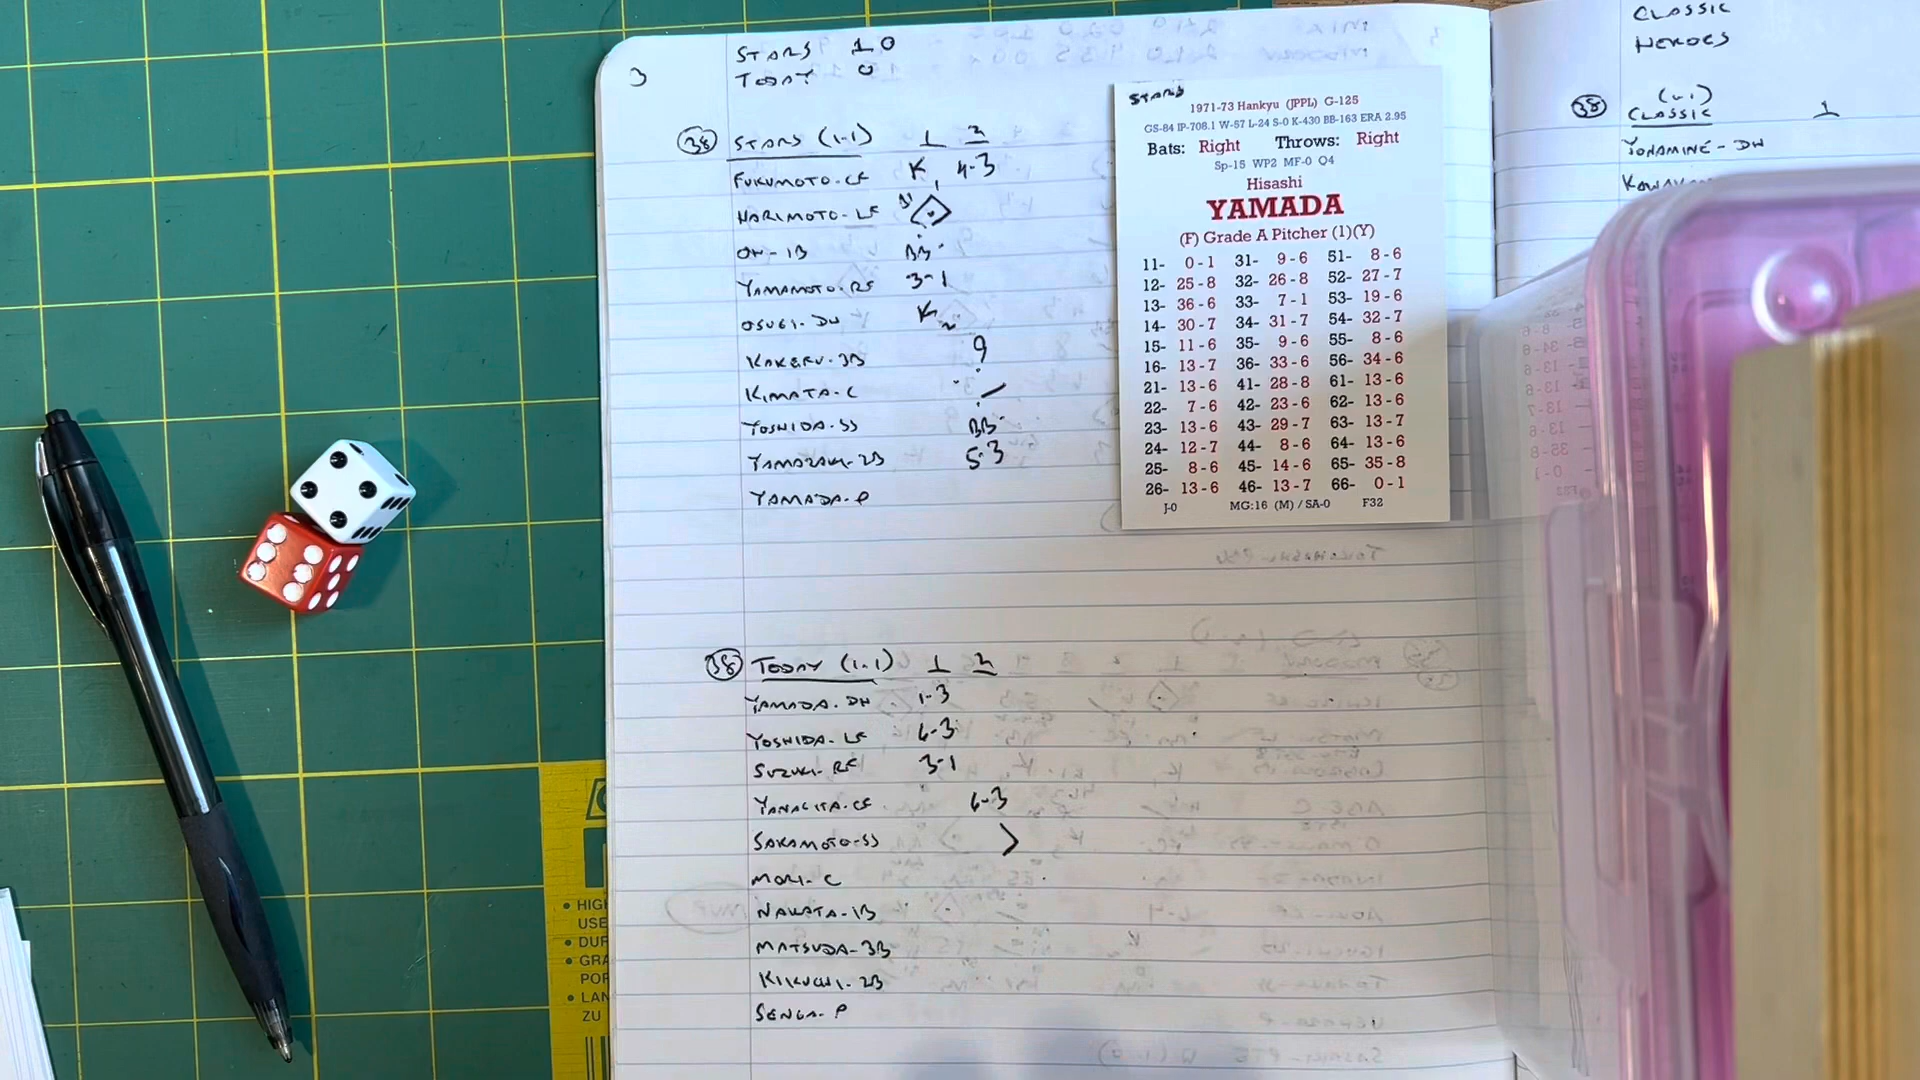 3
STARS 1 0
TODAY 0
38 STARS (1-1) 1 2
FUKUMOTO-CF K 4-3
HARIMOTO-LF
OH-1B BB
YAMAMOTO-RF 3-1
OSUGI-DH K
KAKEFU-3B 9
KIMATA-C
YOSHIDA-SS BB
YAMAZAKI-2B 5-3
YAMADA-P
STARS
1971-73 Hankyu (JPPL) G-125
GS-84 IP-708.1 W-57 L-24 S-0 K-430 BB-163 ERA 2.95
Bats: Right Throws: Right
Sp-15 WP2 MF-0 Q4
Hisashi
YAMADA
(F) Grade A Pitcher (1)(Y)
11- 0-1 31- 9-6 51- 8-6
12- 25-8 32- 26-8 52- 27-7
13- 36-6 33- 7-1 53- 19-6
14- 30-7 34- 31-7 54- 32-7
15- 11-6 35- 9-6 55- 8-6
16- 13-7 36- 33-6 56- 34-6
21- 13-6 41- 28-8 61- 13-6
22- 7-6 42- 23-6 62- 13-6
23- 13-6 43- 29-7 63- 13-7
24- 12-7 44- 8-6 64- 13-6
25- 8-6 45- 14-6 65- 35-8
26- 13-6 46- 13-7 66- 0-1
J-0 MG:16 (M) / SA-0 F32
38 TODAY (1-1) 1 2
YAMADA-DH 1-3
YOSHIDA-LF 6-3
SUZUKI-RF 3-1
YANAGITA-CF 6-3
SAKAMOTO-SS
MORI-C
NAKATA-1B
MATSUDA-3B
KIKUCHI-2B
SENGA-P
CLASSIC
HEROES
38 CLASSIC 1
YONAMINE-DH
• HIG
USE
• DUR
• GRA
POR
• LAN
ZU